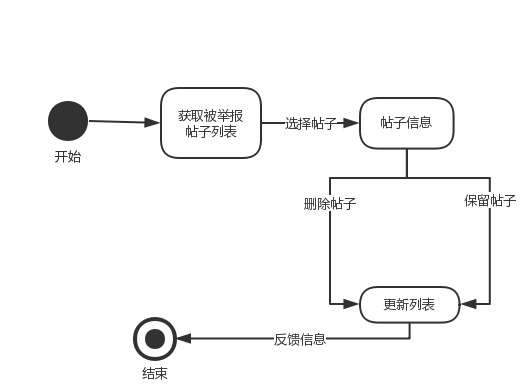 开始
获取被举报
帖子列表
选择帖子
帖子信息
删除帖子
保留帖子
更新列表
反馈信息
结束